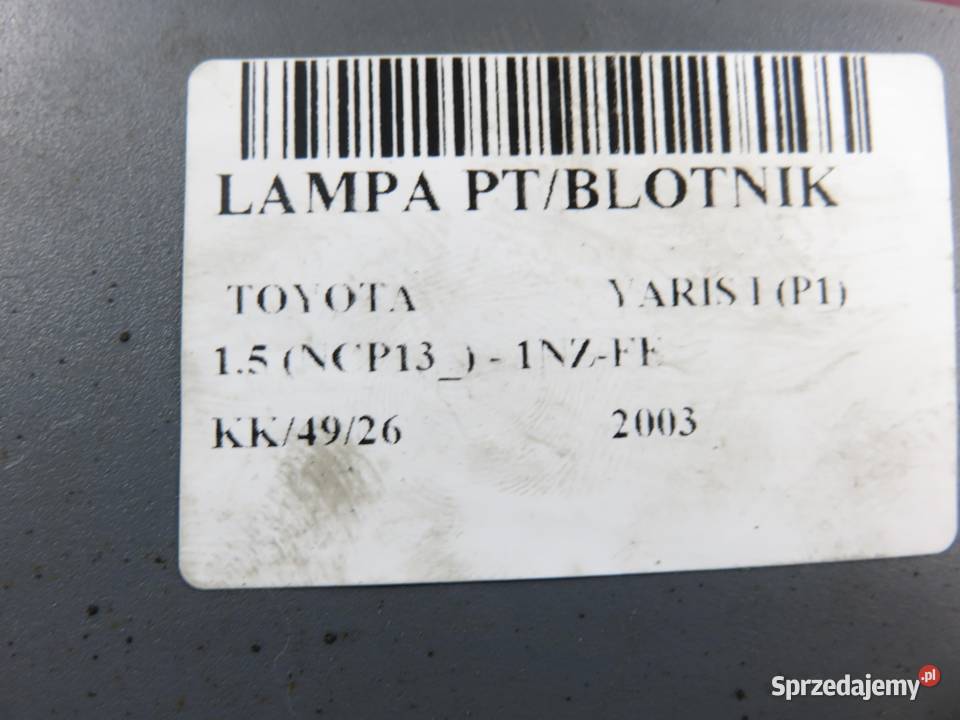 LAMPA PT/BLOTNIK
TOYOTA YARIS I (P1)
1.5 (NCP13_) - 1NZ-FE
KK/49/26 2003
Sprzedajemy.pl